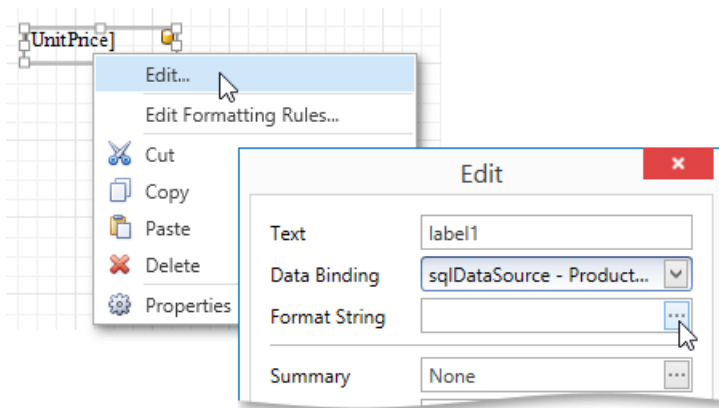 UnitPrice]
Edit...
Edit Formatting Rules...
Cut
Copy
Paste
Delete
Properties
Edit
Text label1
Data Binding sqlDataSource - Product...
Format String ...
Summary None ...